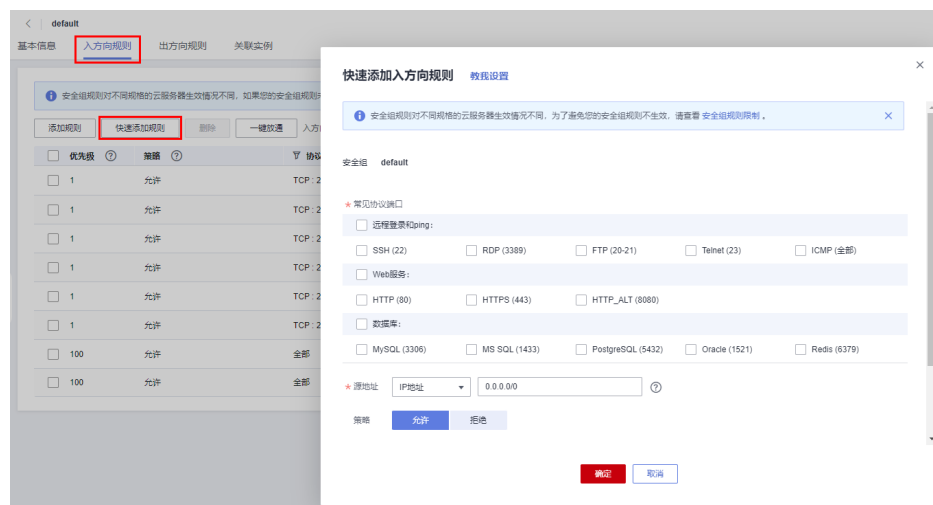 default
基本信息 入方向规则 出方向规则 关联实例
安全组规则对不同规格的云服务器生效情况不同，如果您的安全组规则
添加规则 快速添加规则 删除 一键放通 入方
优先级 策略 协议
1 允许 TCP : 2
1 允许 TCP : 2
1 允许 TCP : 2
1 允许 TCP : 2
1 允许 TCP : 2
1 允许 TCP : 2
100 允许 全部
100 允许 全部
快速添加入方向规则 教我设置
安全组规则对不同规格的云服务器生效情况不同，为了避免您的安全组规则不生效，请查看 安全组规则限制 。
安全组 default
* 常见协议端口
远程登录和ping：
SSH (22) RDP (3389) FTP (20-21) Telnet (23) ICMP (全部)
Web服务：
HTTP (80) HTTPS (443) HTTP_ALT (8080)
数据库：
MySQL (3306) MS SQL (1433) PostgreSQL (5432) Oracle (1521) Redis (6379)
* 源地址 IP地址 0.0.0.0/0
策略 允许 拒绝
确定 取消